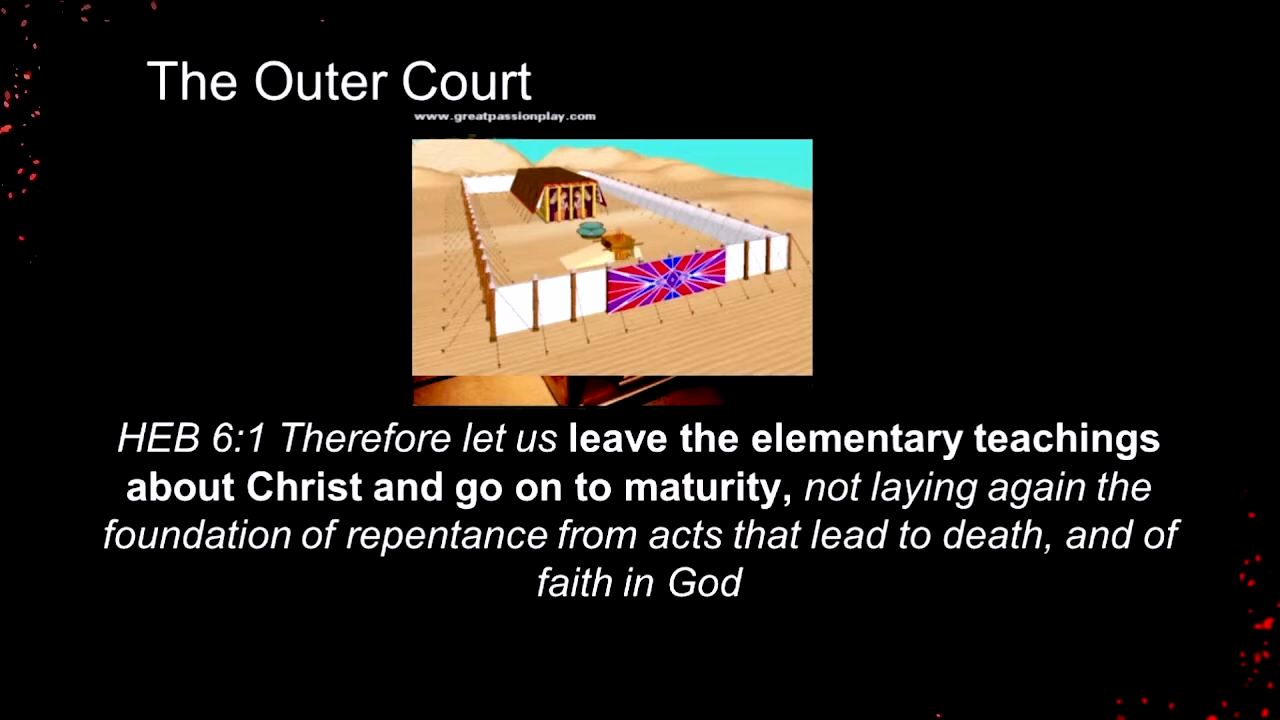 The Outer Court
www.greatpassionplay.com
HEB 6:1 Therefore let us leave the elementary teachings
about Christ and go on to maturity, not laying again the
foundation of repentance from acts that lead to death, and of
faith in God